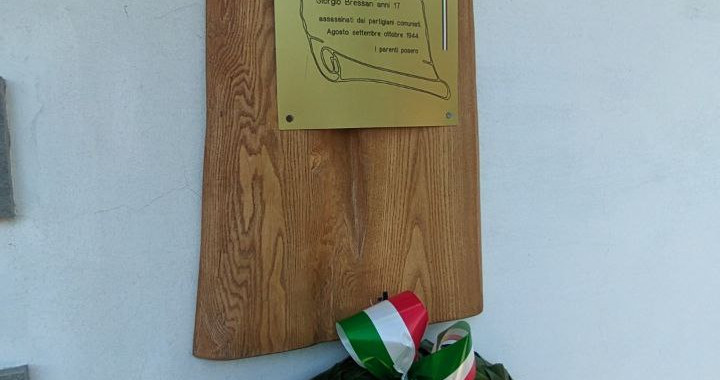 Giorgio Bressan anni 17
assassinati dai partigiani comunisti
Agosto settembre ottobre 1944
I parenti posero